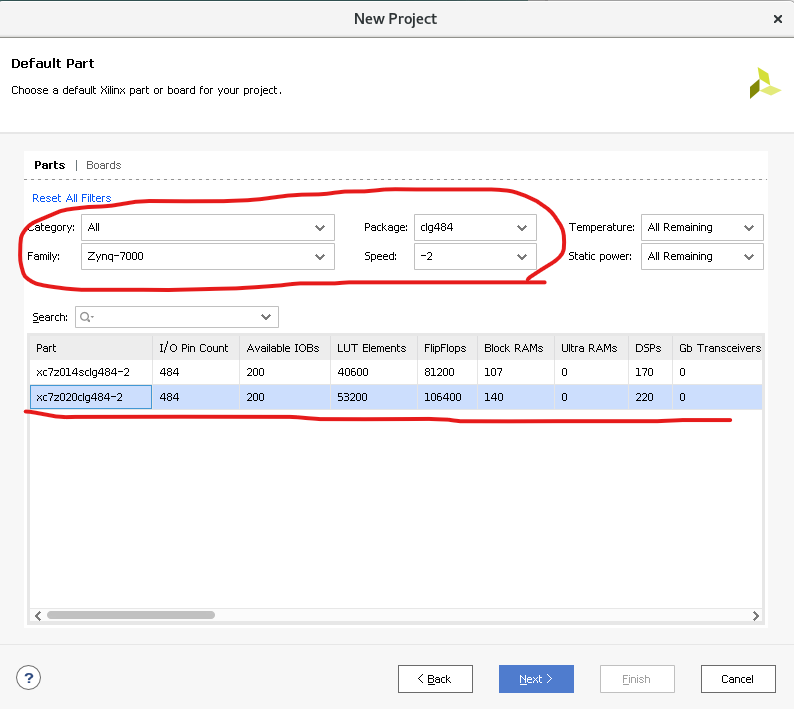 New Project
Default Part
Choose a default Xilinx part or board for your project.
Parts | Boards
Reset All Filters
Category: All Package: clg484 Temperature: All Remaining
Family: Zynq-7000 Speed: -2 Static power: All Remaining
Search: Q-
Part I/O Pin Count Available IOBs LUT Elements FlipFlops Block RAMs Ultra RAMs DSPs Gb Transceivers
xc7z014sclg484-2 484 200 40600 81200 107 0 170 0
xc7z020clg484-2 484 200 53200 106400 140 0 220 0
? < Back Next > Finish Cancel